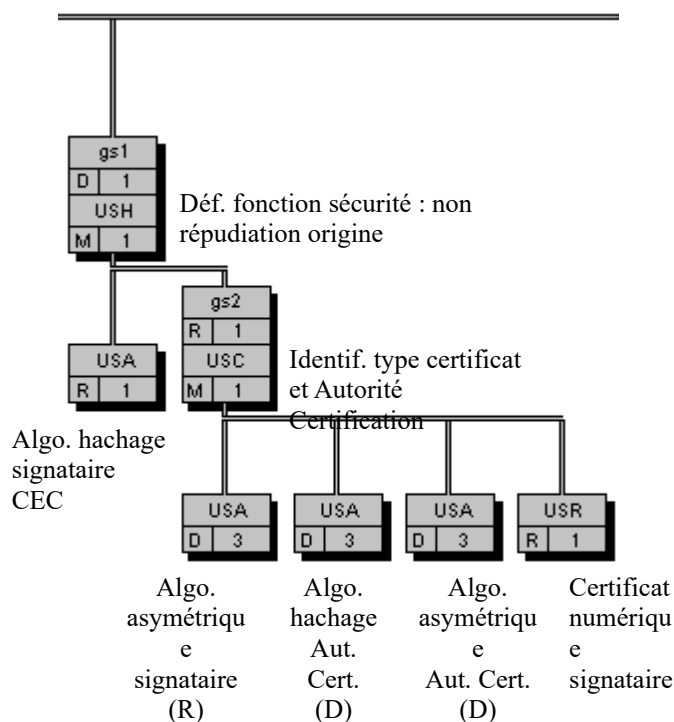 gs1
D 1
USH
M 1
Déf. fonction sécurité : non
répudiation origine
gs2
R 1
USC
M 1
Identif. type certificat
et Autorité
Certification
USA
R 1
Algo. hachage
signataire
CEC
USA
D 3
USA
D 3
USA
D 3
USR
R 1
Algo.
asymétriqu
e
signataire
(R)
Algo.
hachage
Aut.
Cert.
(D)
Algo.
asymétriqu
e
Aut. Cert.
(D)
Certificat
numériqu
e
signataire